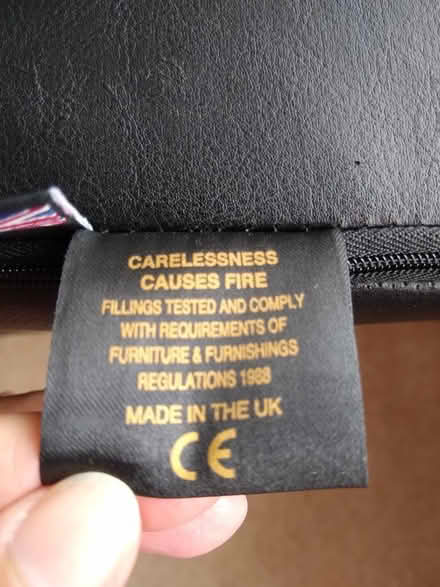 CARELESSNESS
CAUSES FIRE
FILLINGS TESTED AND COMPLY
WITH REQUIREMENTS OF
FURNITURE & FURNISHINGS
REGULATIONS 1988
MADE IN THE UK
CE